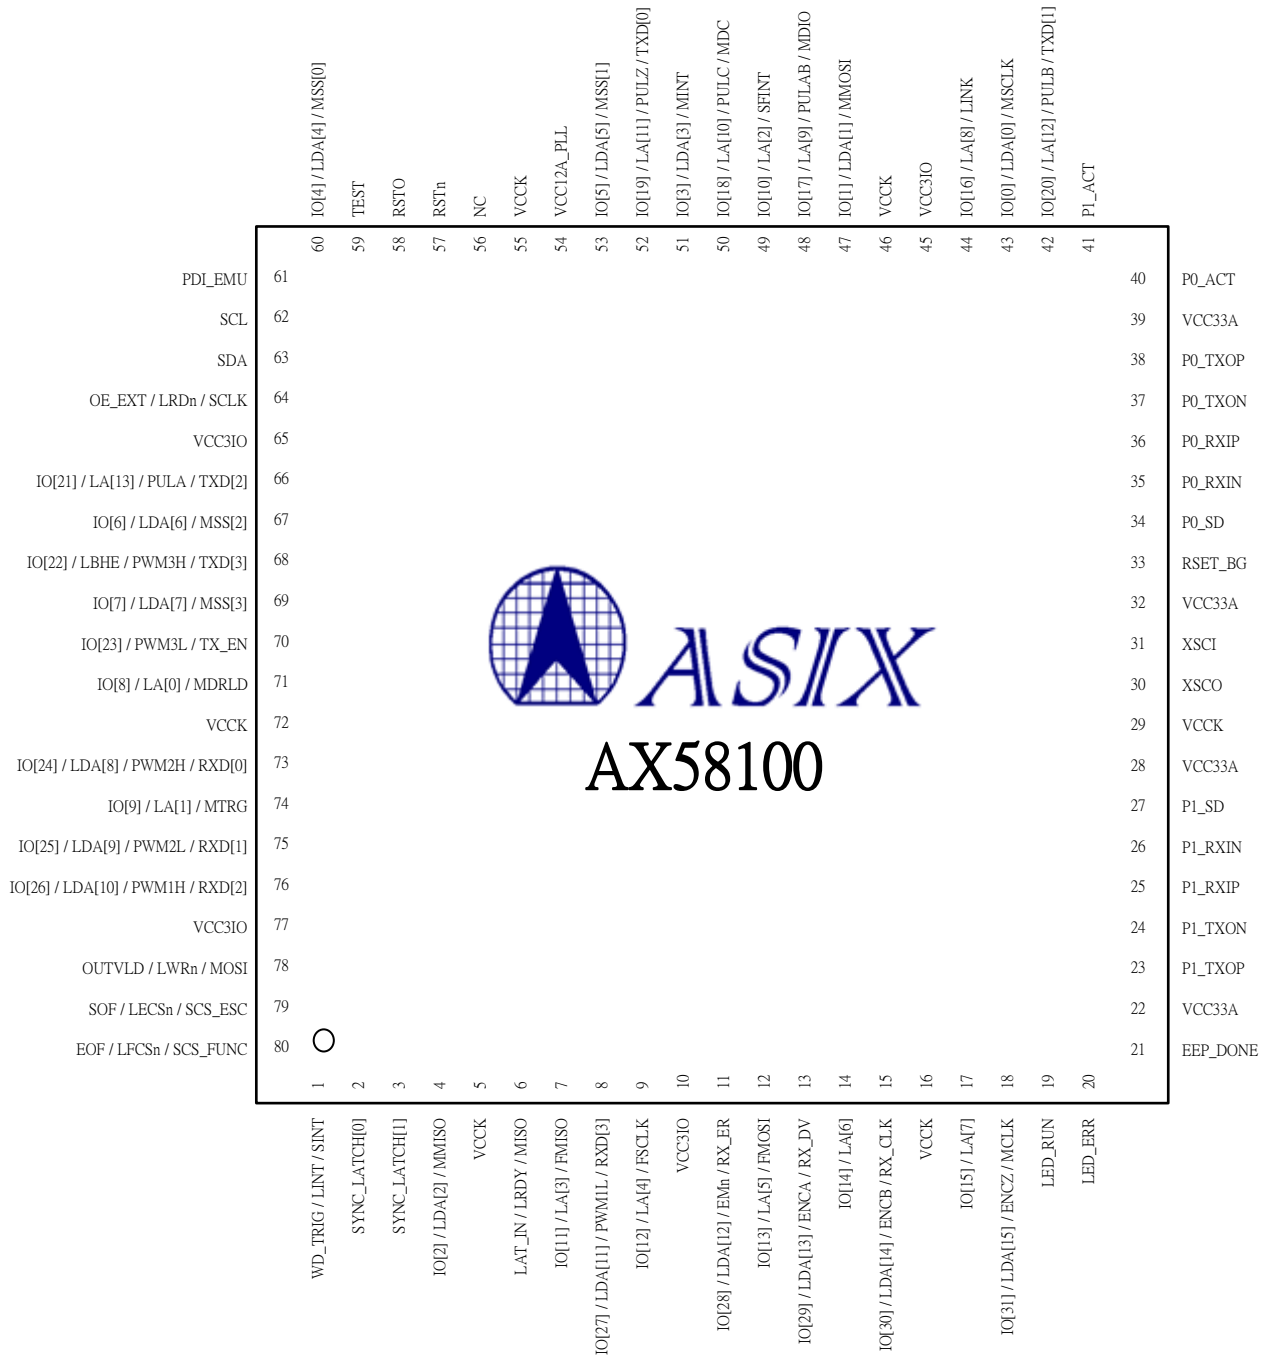 IO[4] / LDA[4] / MSS[0]
TEST
RSTO
RSTn
NC
VCCK
VCC12A_PLL
IO[5] / LDA[5] / MSS[1]
IO[19] / LA[11] / PULZ / TXD[0]
IO[3] / LDA[3] / MINT
IO[18] / LA[10] / PULC / MDC
IO[10] / LA[2] / SFINT
IO[17] / LA[9] / PULAB / MDIO
IO[1] / LDA[1] / MMOSI
VCCK
VCC3IO
IO[16] / LA[8] / LINK
IO[0] / LDA[0] / MSCLK
IO[20] / LA[12] / PULB / TXD[1]
P1_ACT
60
59
58
57
56
55
54
53
52
51
50
49
48
47
46
45
44
43
42
41
PDI_EMU 61
SCL 62
SDA 63
OE_EXT / LRDn / SCLK 64
VCC3IO 65
IO[21] / LA[13] / PULA / TXD[2] 66
IO[6] / LDA[6] / MSS[2] 67
IO[22] / LBHE / PWM3H / TXD[3] 68
IO[7] / LDA[7] / MSS[3] 69
IO[23] / PWM3L / TX_EN 70
IO[8] / LA[0] / MDRLD 71
VCCK 72
IO[24] / LDA[8] / PWM2H / RXD[0] 73
IO[9] / LA[1] / MTRG 74
IO[25] / LDA[9] / PWM2L / RXD[1] 75
IO[26] / LDA[10] / PWM1H / RXD[2] 76
VCC3IO 77
OUTVLD / LWRn / MOSI 78
SOF / LECSn / SCS_ESC 79
EOF / LFCSn / SCS_FUNC 80
ASIX
AX58100
40 P0_ACT
39 VCC33A
38 P0_TXOP
37 P0_TXON
36 P0_RXIP
35 P0_RXIN
34 P0_SD
33 RSET_BG
32 VCC33A
31 XSCI
30 XSCO
29 VCCK
28 VCC33A
27 P1_SD
26 P1_RXIN
25 P1_RXIP
24 P1_TXON
23 P1_TXOP
22 VCC33A
21 EEP_DONE
1
2
3
4
5
6
7
8
9
10
11
12
13
14
15
16
17
18
19
20
WD_TRIG / LINT / SINT
SYNC_LATCH[0]
SYNC_LATCH[1]
IO[2] / LDA[2] / MMISO
VCCK
LAT_IN / LRDY / MISO
IO[11] / LA[3] / FMISO
IO[27] / LDA[11] / PWM1L / RXD[3]
IO[12] / LA[4] / FSCLK
VCC3IO
IO[28] / LDA[12] / EMn / RX_ER
IO[13] / LA[5] / FMOSI
IO[29] / LDA[13] / ENCA / RX_DV
IO[14] / LA[6]
IO[30] / LDA[14] / ENCB / RX_CLK
VCCK
IO[15] / LA[7]
IO[31] / LDA[15] / ENCZ / MCLK
LED_RUN
LED_ERR